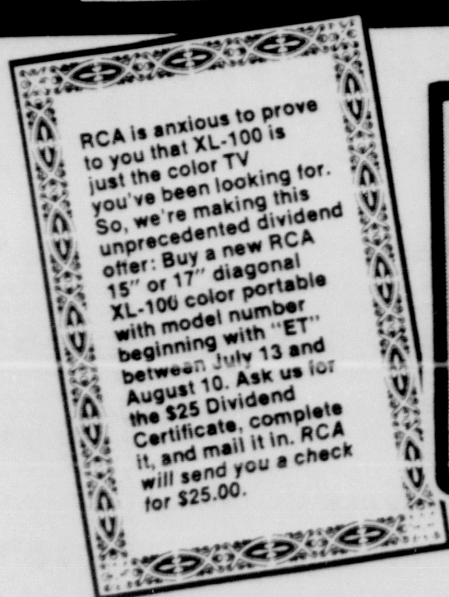 RCA is anxious to prove
to you that XL-100 is
just the color TV
you've been looking for.
So, we're making this
unprecedented dividend
offer: Buy a new RCA
15" or 17" diagonal
XL-100 color portable
with model number
beginning with "ET"
between July 13 and
August 10. Ask us for
the $25 Dividend
Certificate, complete
it, and mail it in. RCA
will send you a check
for $25.00.